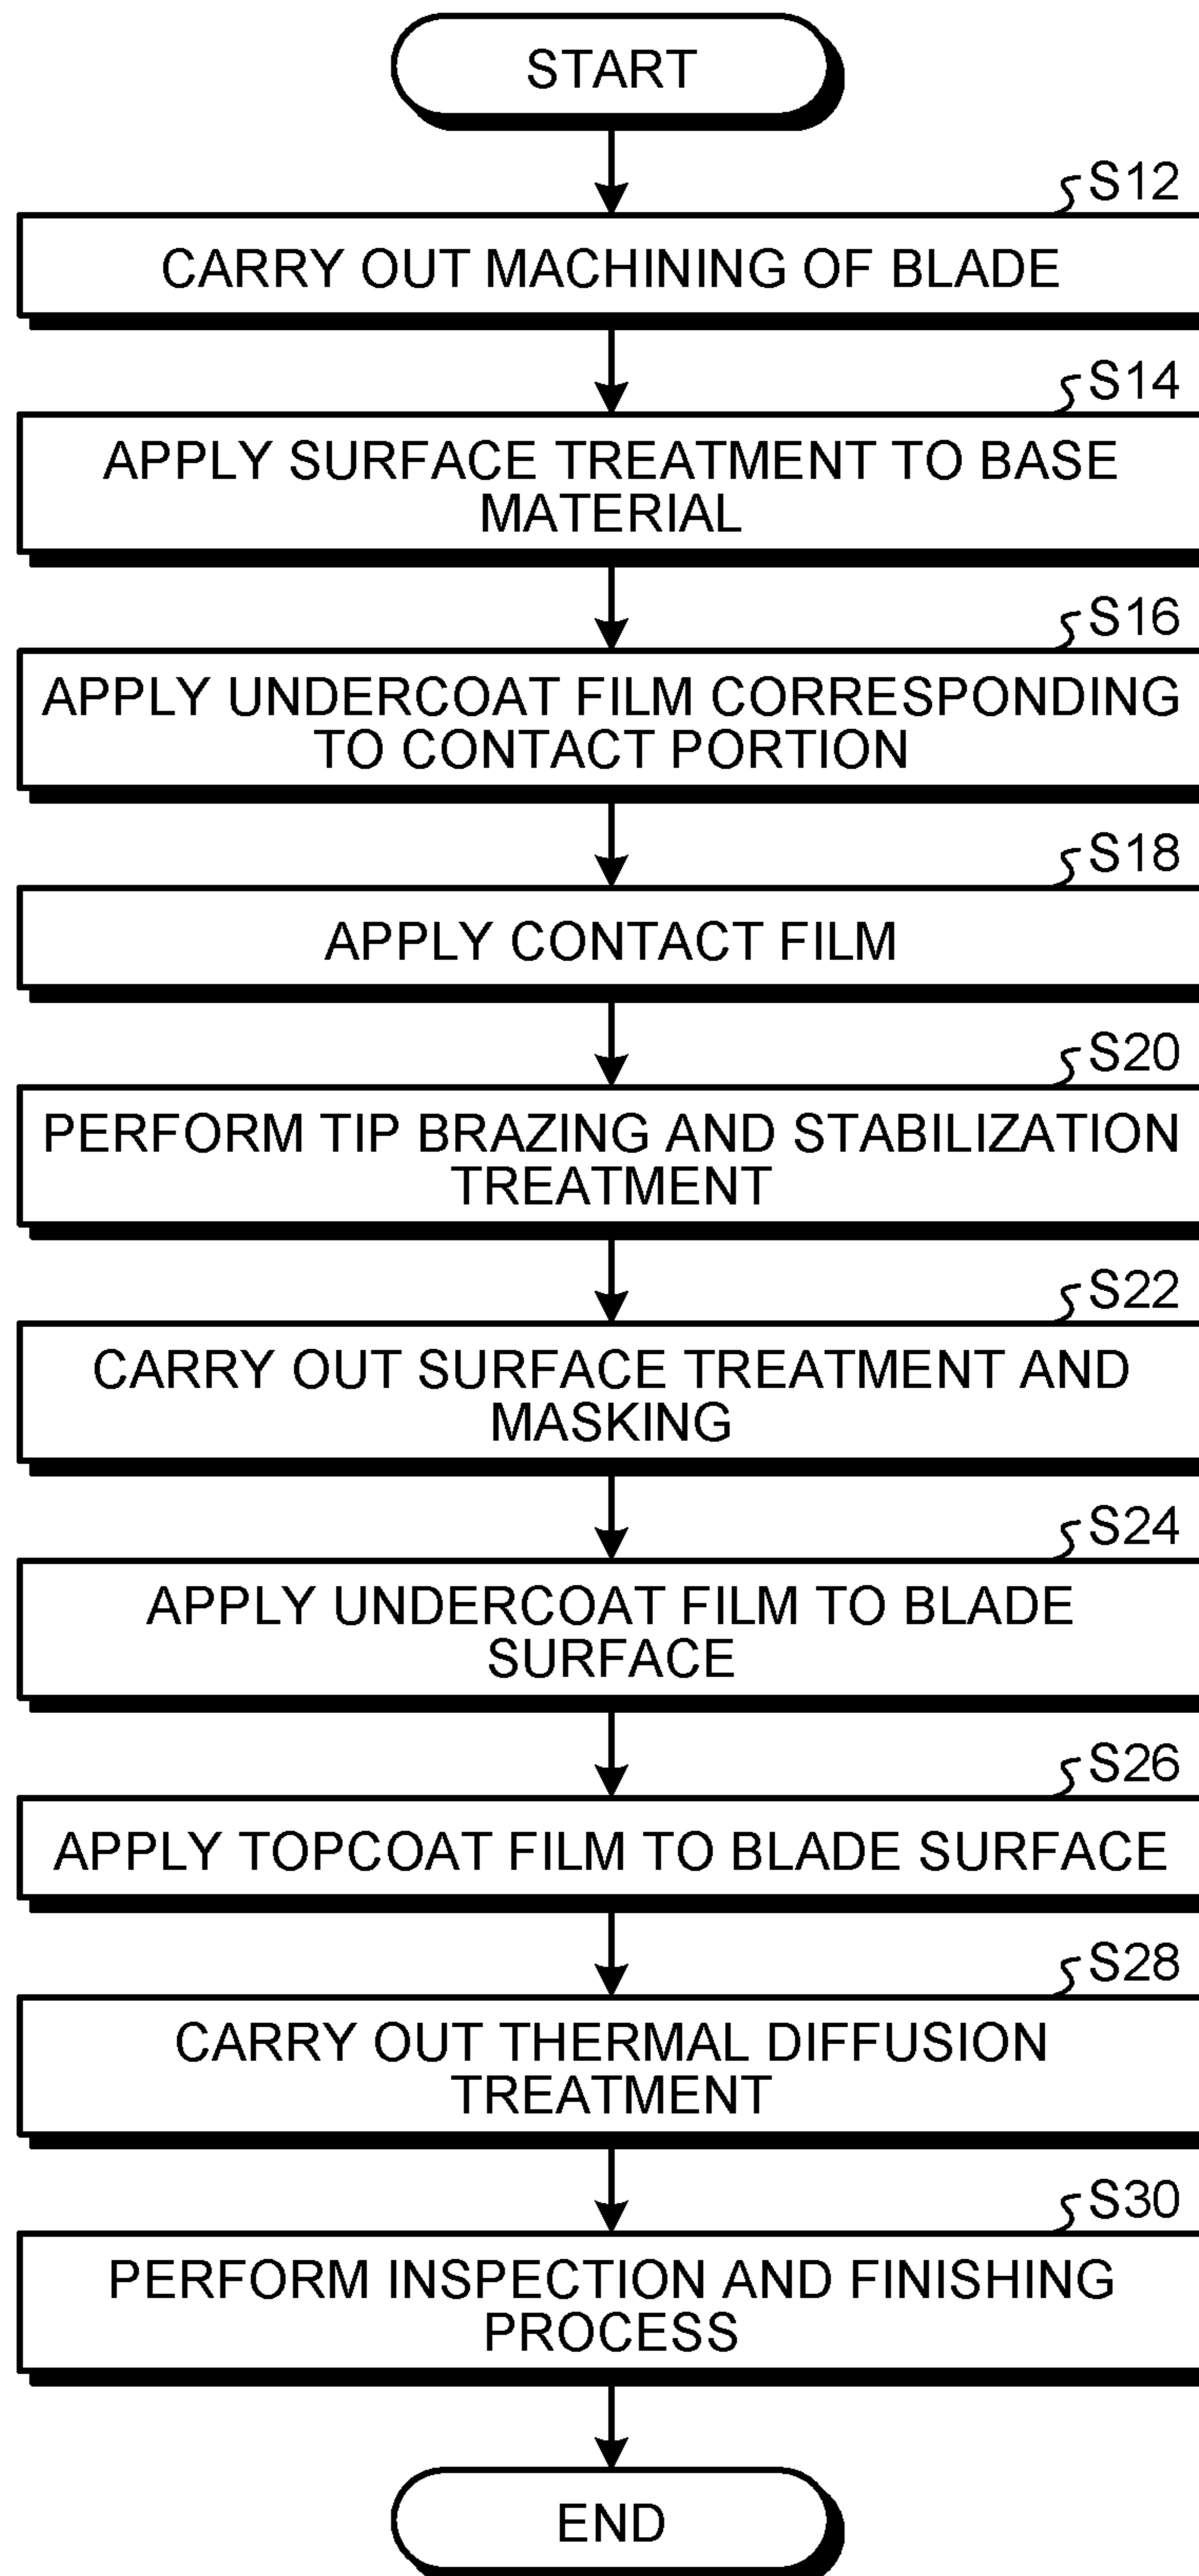 START
S12
CARRY OUT MACHINING OF BLADE
S14
APPLY SURFACE TREATMENT TO BASE
MATERIAL
S16
APPLY UNDERCOAT FILM CORRESPONDING
TO CONTACT PORTION
S18
APPLY CONTACT FILM
S20
PERFORM TIP BRAZING AND STABILIZATION
TREATMENT
S22
CARRY OUT SURFACE TREATMENT AND
MASKING
S24
APPLY UNDERCOAT FILM TO BLADE
SURFACE
S26
APPLY TOPCOAT FILM TO BLADE SURFACE
S28
CARRY OUT THERMAL DIFFUSION
TREATMENT
S30
PERFORM INSPECTION AND FINISHING
PROCESS
END